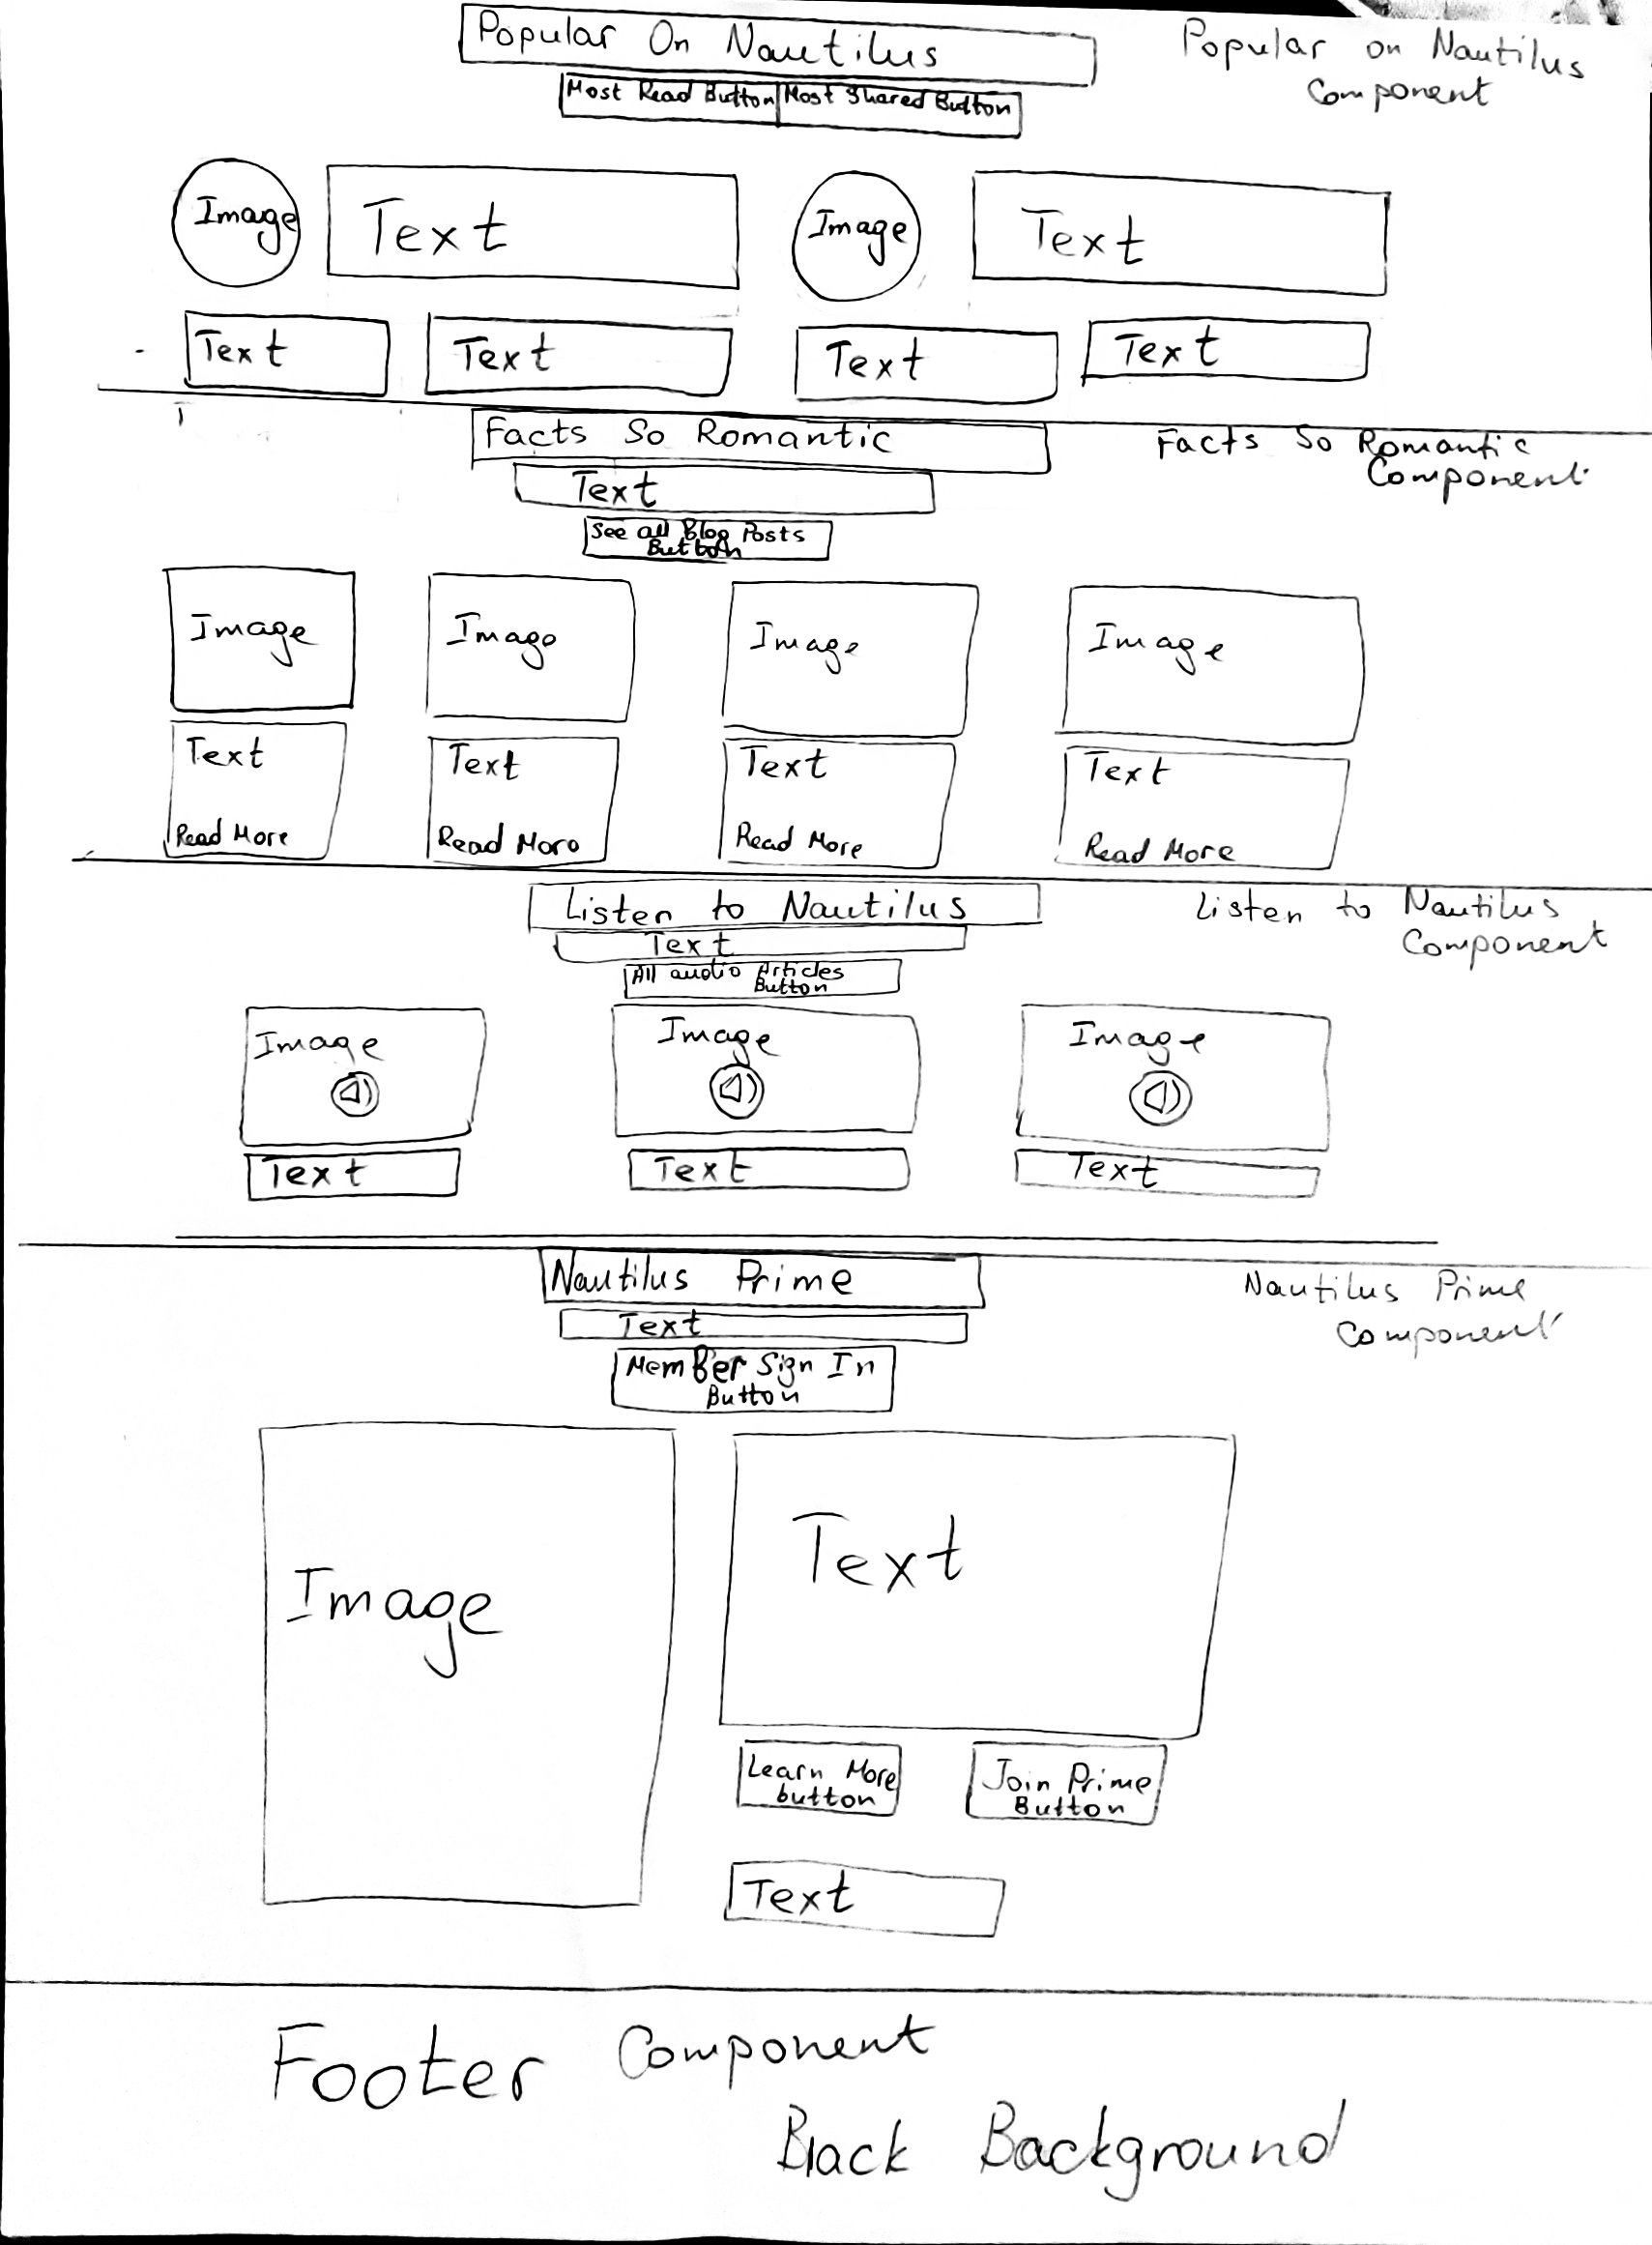 Popular On Nautilus
Popular on Nautilus
Component
Most Read Button Most Shared Button
Image Text Image Text
Text Text Text Text
Facts So Romantic
Facts So Romantic
Component
Text
See all Blog Posts
Button
Image Image Image Image
Text Text Text Text
Read More Read More Read More Read More
Listen to Nautilus
Listen to Nautilus
Component
Text
All audio Articles
Button
Image Image Image
Text Text Text
Nautilus Prime
Nautilus Prime
Component
Text
Member Sign In
Button
Image
Text
Learn More
button
Join Prime
Button
Text
Footer Component
Black Background